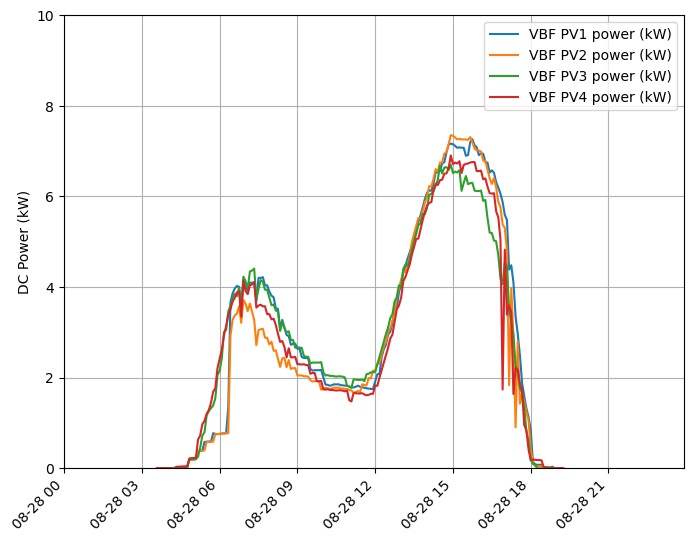 10
8
6
4
2
0
DC Power (kW)
VBF PV1 power (kW)
VBF PV2 power (kW)
VBF PV3 power (kW)
VBF PV4 power (kW)
08-28 00
08-28 03
08-28 06
08-28 09
08-28 12
08-28 15
08-28 18
08-28 21